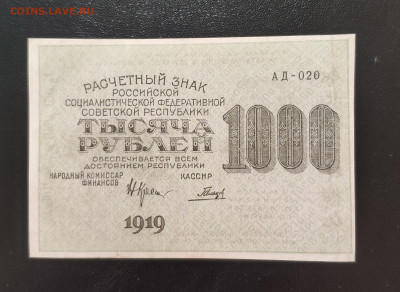 COINS.LAVE.RU
РАСЧЕТНЫЙ ЗНАК
РОССИЙСКОЙ
СОЦИАЛИСТИЧЕСКОЙ ФЕДЕРАТИВНОЙ
СОВЕТСКОЙ РЕСПУБЛИКИ
АД-020
ТЫСЯЧА
РУБЛЕЙ
1000
ОБЕСПЕЧИВАЕТСЯ ВСЕМ
ДОСТОЯНИЕМ РЕСПУБЛИКИ
НАРОДНЫЙ КОМИССАР
ФИНАНСОВ
КАССИР
1919